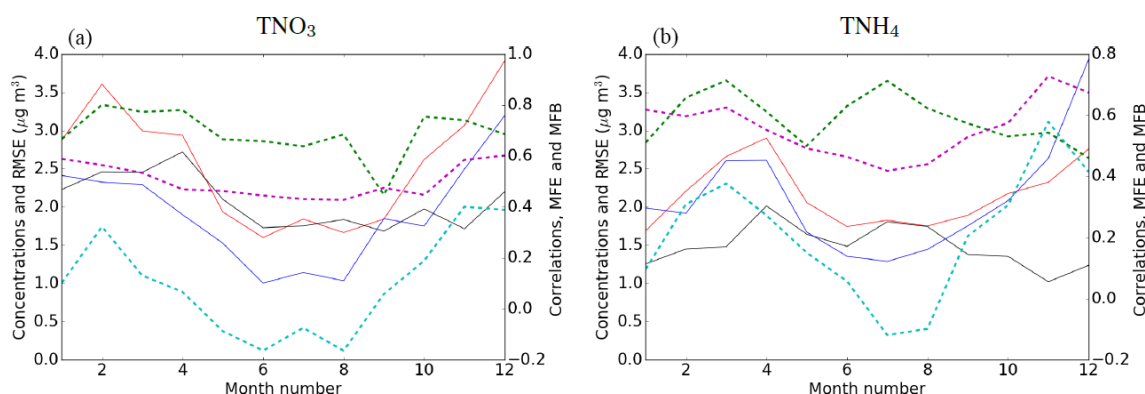 TNO₃
TNH₄
(a)
(b)
4.0
3.5
3.0
2.5
2.0
1.5
1.0
0.5
0.0
Concentrations and RMSE (μg m³)
1.0
0.8
0.6
0.4
0.2
0.0
−0.2
Correlations, MFE and MFB
2 4 6 8 10 12
Month number
4.0
3.5
3.0
2.5
2.0
1.5
1.0
0.5
0.0
Concentrations and RMSE (μg m³)
0.8
0.6
0.4
0.2
0.0
−0.2
Correlations, MFE and MFB
2 4 6 8 10 12
Month number